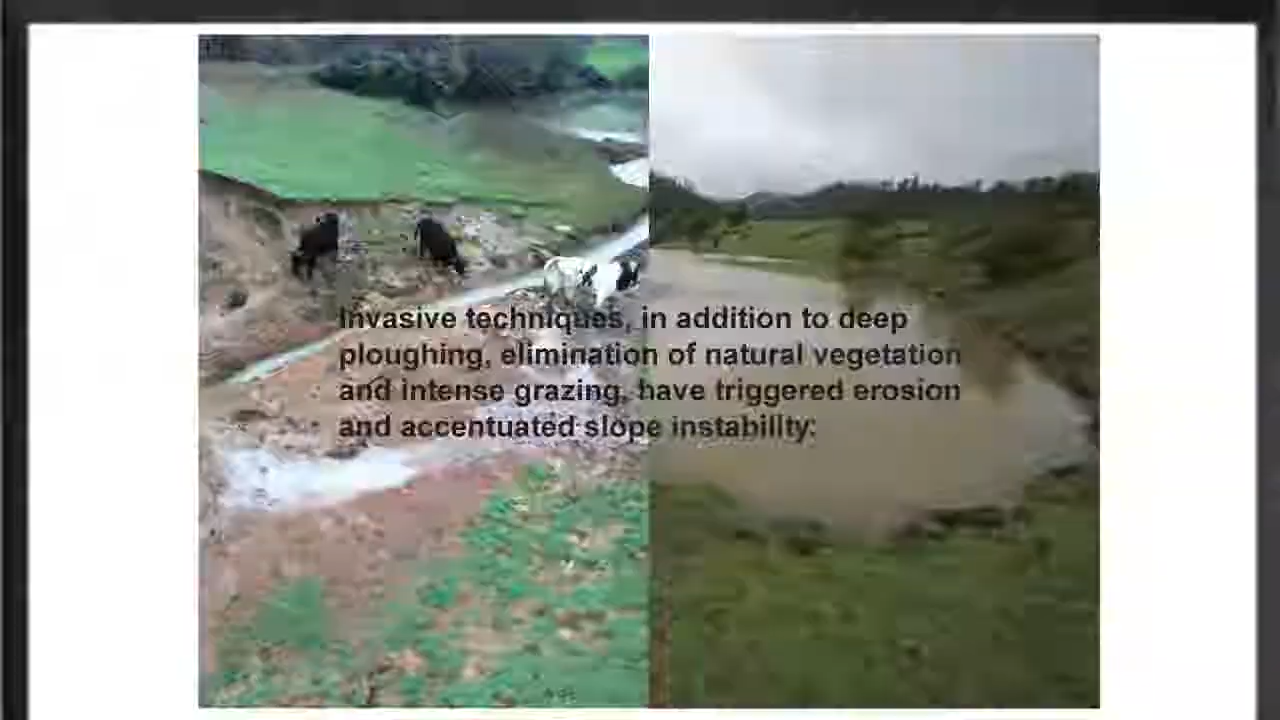 Invasive techniques, in addition to deep
ploughing, elimination of natural vegetation
and intense grazing, have triggered erosion
and accentuated slope instability.